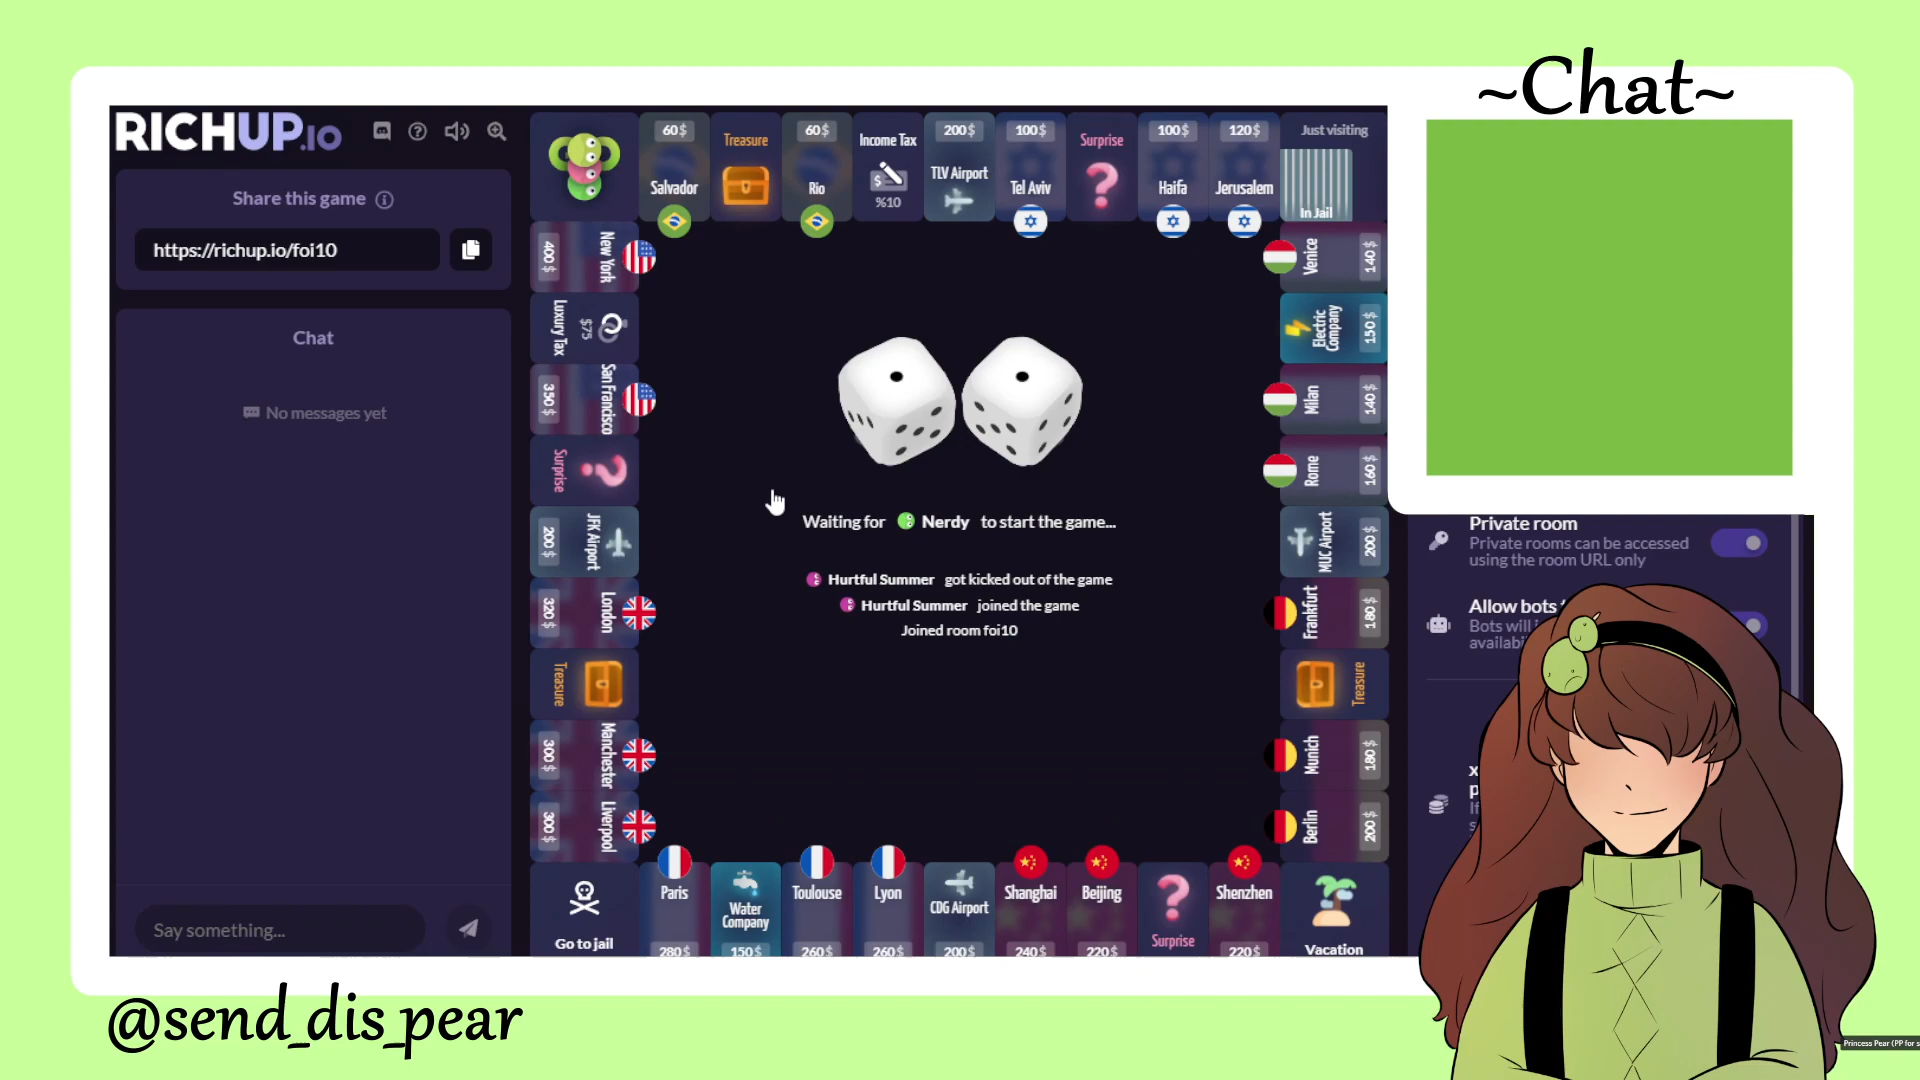 ~Chat~
RICHUP.IO
Share this game
https://richup.io/foi10
Chat
No messages yet
Say something...
60$
Salvador
Treasure
60$
Rio
Income Tax
$
%10
200$
TLV Airport
100$
Tel Aviv
Surprise
?
100$
Haifa
120$
Jerusalem
Just visiting
In Jail
New York
400$
Luxury Tax
$75
San Francisco
350$
Surprise
?
JFK Airport
200$
London
320$
Treasure
Manchester
300$
Liverpool
300$
Venice
140$
Electric
Company
150$
Milan
140$
Rome
160$
MUC Airport
200$
Frankfurt
180$
Treasure
Munich
180$
Berlin
200$
Waiting for Nerdy to start the game...
Hurtful Summer got kicked out of the game
Hurtful Summer joined the game
Joined room foi10
Go to jail
Paris
280$
Water
Company
150$
Toulouse
260$
Lyon
260$
CDG Airport
200$
Shanghai
240$
Beijing
220$
?
Surprise
Shenzen
220$
Vacation
Private room
Private rooms can be accessed
using the room URL only
Allow bots
Bots will
@send_dis_pear
Princess Pear (PP for s